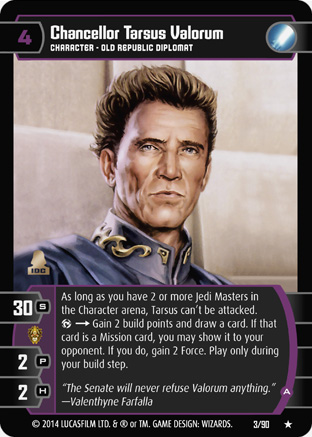 4
Chancellor Tarsus Valorum
CHARACTER - OLD REPUBLIC DIPLOMAT
IDC
30 S
2 P
2 H
As long as you have 2 or more Jedi Masters in
the Character arena, Tarsus can't be attacked.
Gain 2 build points and draw a card. If that
card is a Mission card, you may show it to your
opponent. If you do, gain 2 Force. Play only during
your build step.
“The Senate will never refuse Valorum anything.”
—Valenthyne Farfalla
A
© 2014 LUCASFILM LTD. & ® OR TM. GAME DESIGN: WIZARDS.
3/90